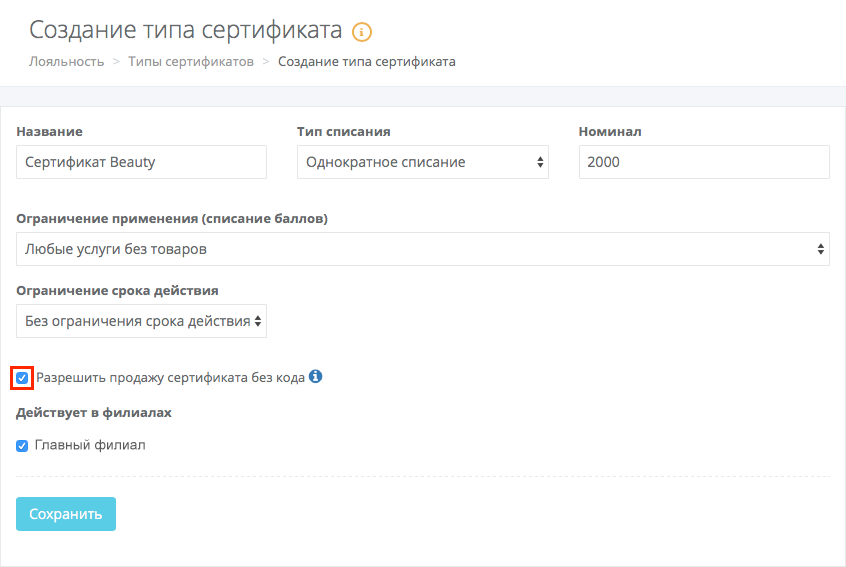 Создание типа сертификата
Лояльность > Типы сертификатов > Создание типа сертификата
Название Тип списания Номинал
Сертификат Beauty Однократное списание 2000
Ограничение применения (списание баллов)
Любые услуги без товаров
Ограничение срока действия
Без ограничения срока действия
Разрешить продажу сертификата без кода
Действует в филиалах
Главный филиал
Сохранить